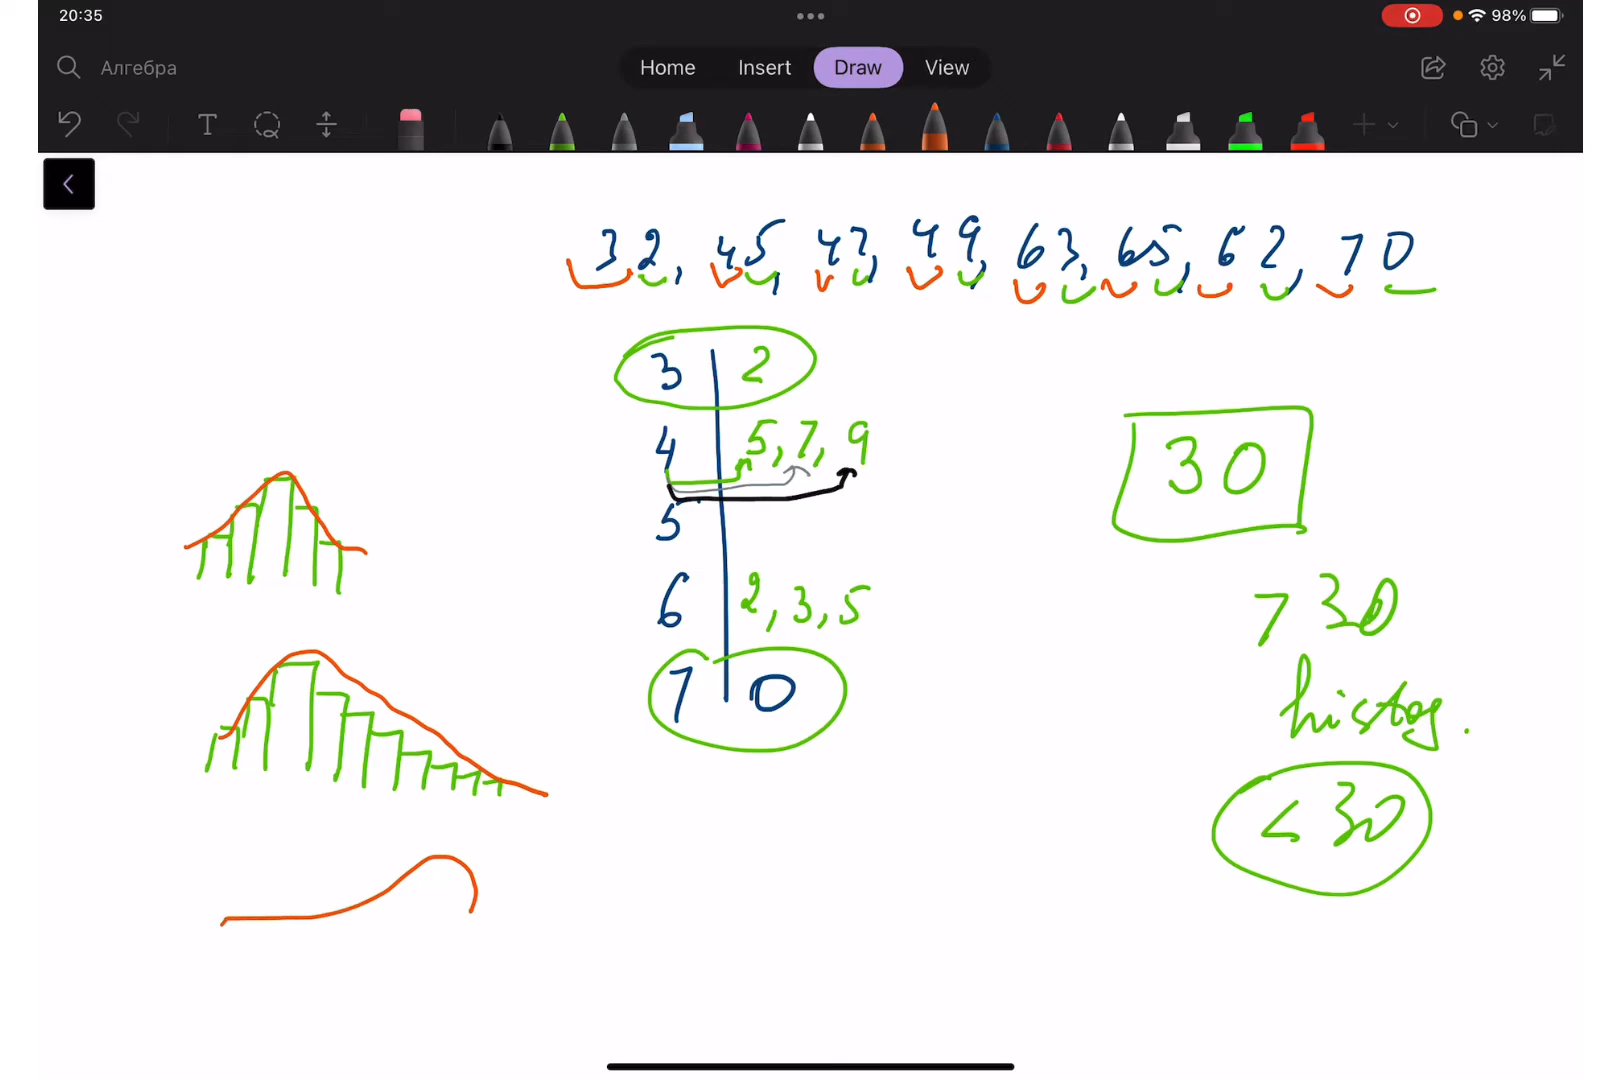 20:35
98%
Алгебра
Home Insert Draw View
T
32, 45, 47, 49, 63, 65, 62, 70
3 | 2
4 | 5, 7, 9
5 |
6 | 2, 3, 5
7 | 0
30
> 30
histog.
< 30